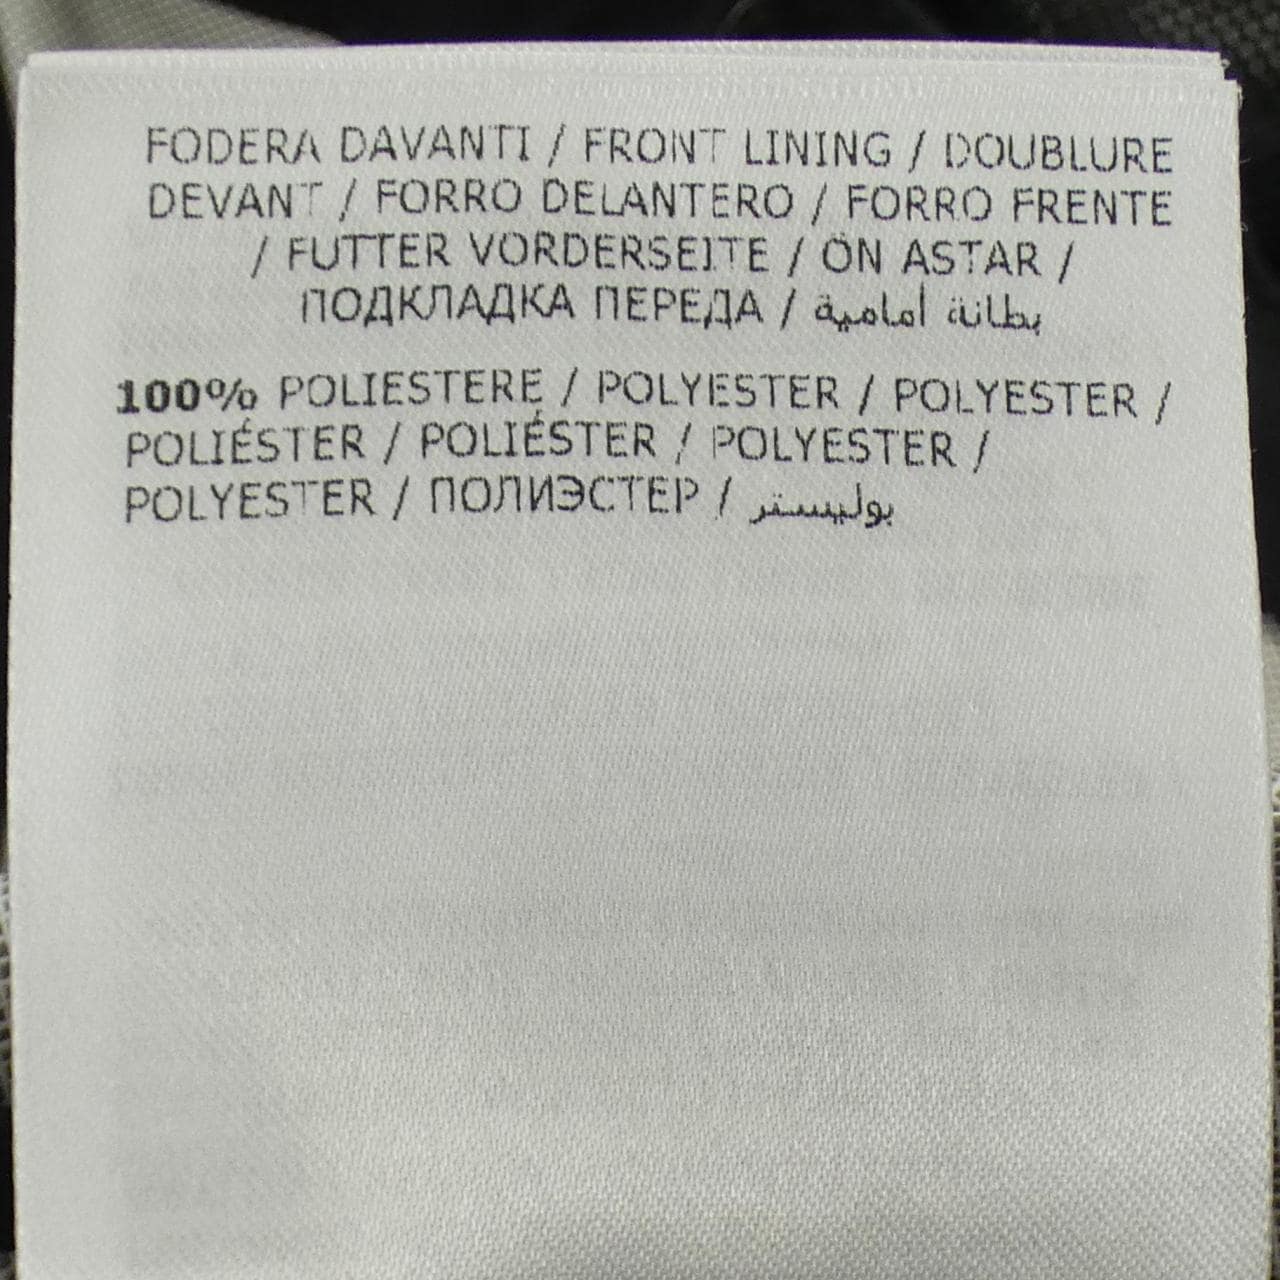 FODERA DAVANTI / FRONT LINING / DOUBLURE
DEVANT / FORRO DELANTERO / FORRO FRENTE
/ FUTTER VORDERSEITE / ÖN ASTAR /
ПОДКЛАДКА ПЕРЕДА / بطانة أمامية
100% POLIESTERE / POLYESTER / POLYESTER /
POLIÉSTER / POLIÉSTER / POLYESTER /
POLYESTER / ПОЛИЭСТЕР / بوليستر